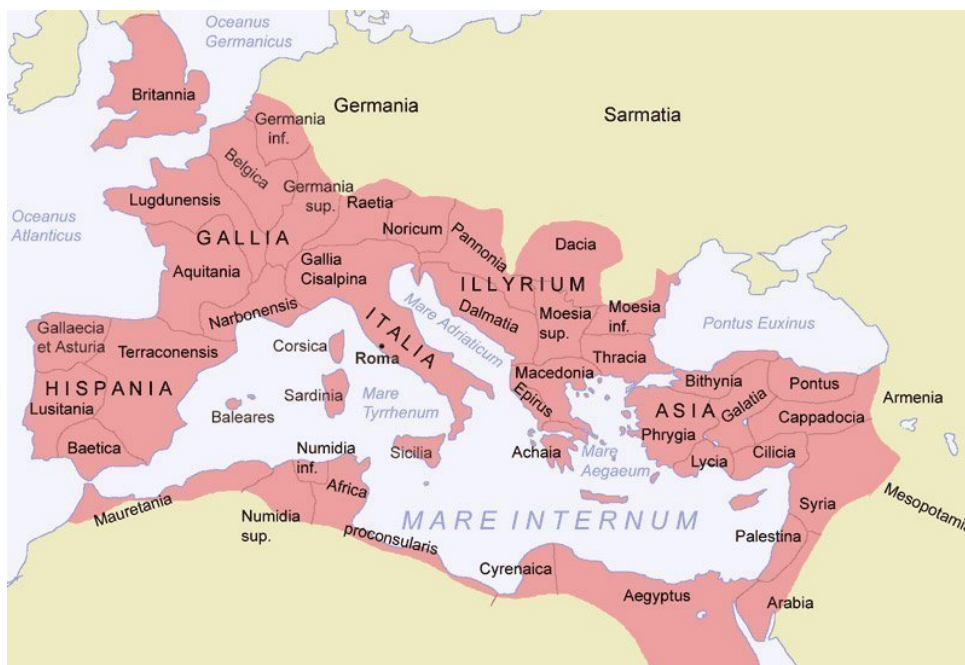 Oceanus
Germanicus
Britannia
Germania
Sarmatia
Germania
inf.
Belgica
Germania
sup.
Lugdunensis
Raetia
Oceanus
Atlanticus
GALLIA
Noricum
Pannonia
Dacia
Aquitania
Gallia
Cisalpina
ILLYRIUM
Narbonensis
Mare Adriaticum
Dalmatia
Moesia
sup.
Moesia
inf.
Pontus Euxinus
Gallaecia
et Asturia
Terraconensis
Corsica
ITALIA
Roma
Thracia
Macedonia
HISPANIA
Lusitania
Baleares
Sardinia
Mare
Tyrrhenum
Epirus
Bithynia
Pontus
ASIA
Galatia
Armenia
Cappadocia
Phrygia
Baetica
Numidia
inf.
Sicilia
Achaia
Mare
Aegaeum
Lycia
Cilicia
Africa
proconsularis
Mauretania
Numidia
sup.
MARE INTERNUM
Syria
Mesopotamia
Palestina
Cyrenaica
Aegyptus
Arabia